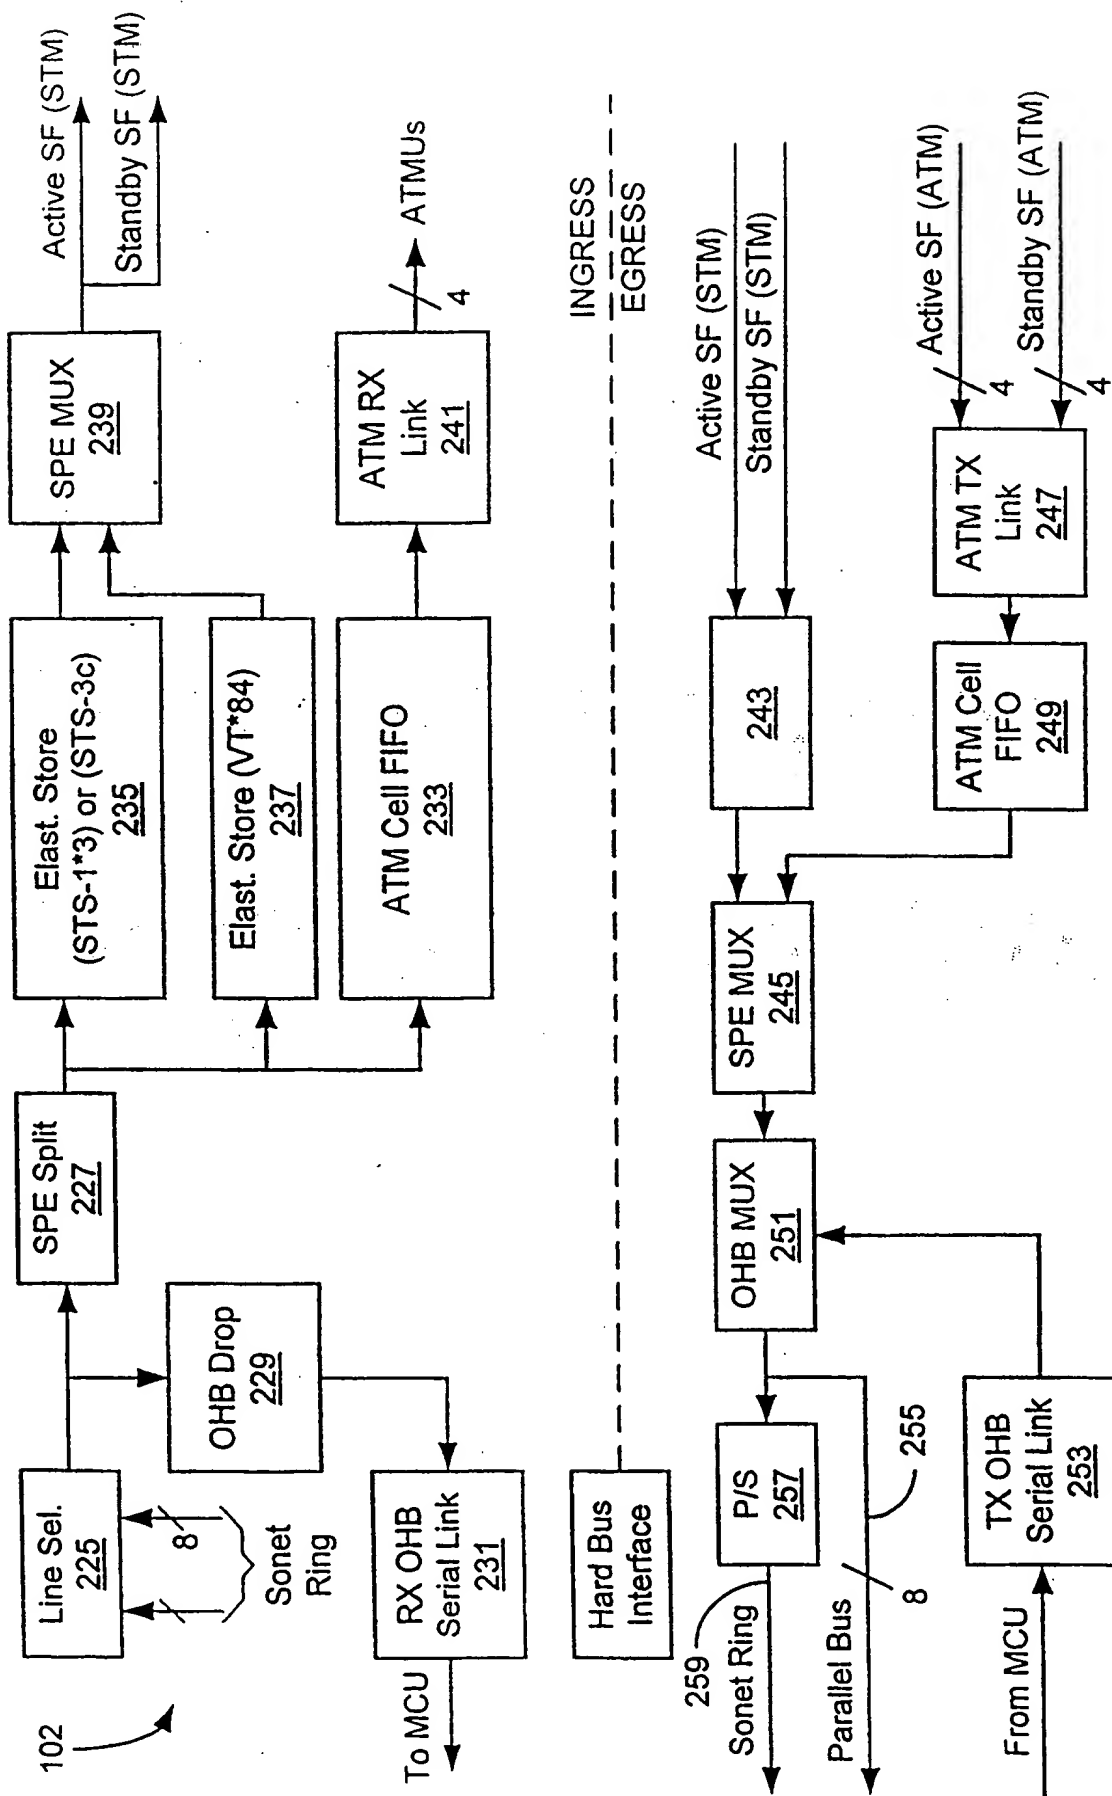 102
Line Sel.
225
8
Sonet
Ring
OHB Drop
229
RX OHB
Serial Link
231
To MCU
SPE Split
227
Elast. Store
(STS-1*3) or (STS-3c)
235
Elast. Store (VT*84)
237
ATM Cell FIFO
233
SPE MUX
239
ATM RX
Link
241
Active SF (STM)
Standby SF (STM)
4
ATMUs
Hard Bus
Interface
INGRESS
EGRESS
259
Sonet Ring
P/S
257
Parallel Bus
8
255
From MCU
TX OHB
Serial Link
253
OHB MUX
251
SPE MUX
245
243
Active SF (STM)
Standby SF (STM)
ATM Cell
FIFO
249
ATM TX
Link
247
Active SF (ATM)
4
Standby SF (ATM)
4